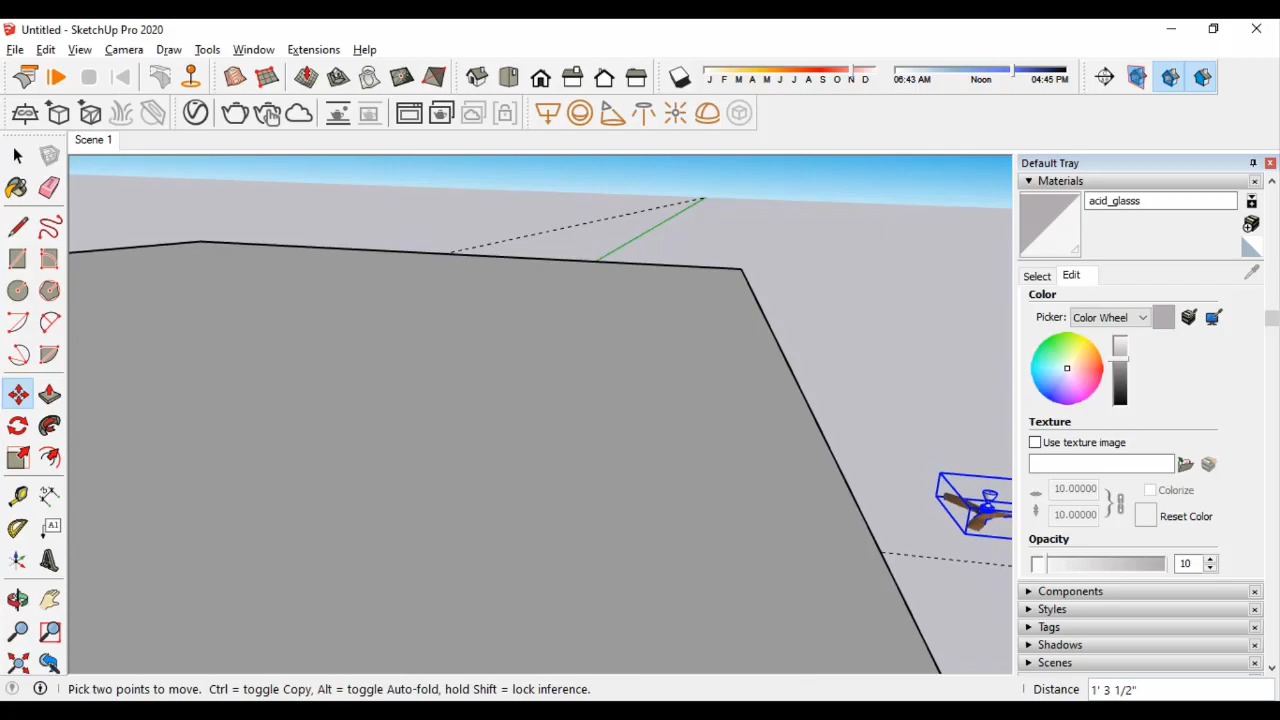 Untitled - SketchUp Pro 2020
File Edit View Camera Draw Tools Window Extensions Help
J F M A M J J A S O N D
06:43 AM Noon 04:45 PM
Scene 1
Default Tray
Materials
acid_glasss
Select Edit
Color
Picker: Color Wheel
Texture
Use texture image
10.00000 Colorize
10.00000 Reset Color
Opacity
10
Components
Styles
Tags
Shadows
Scenes
A1
Pick two points to move. Ctrl = toggle Copy, Alt = toggle Auto-fold, hold Shift = lock inference.
Distance 1' 3 1/2"